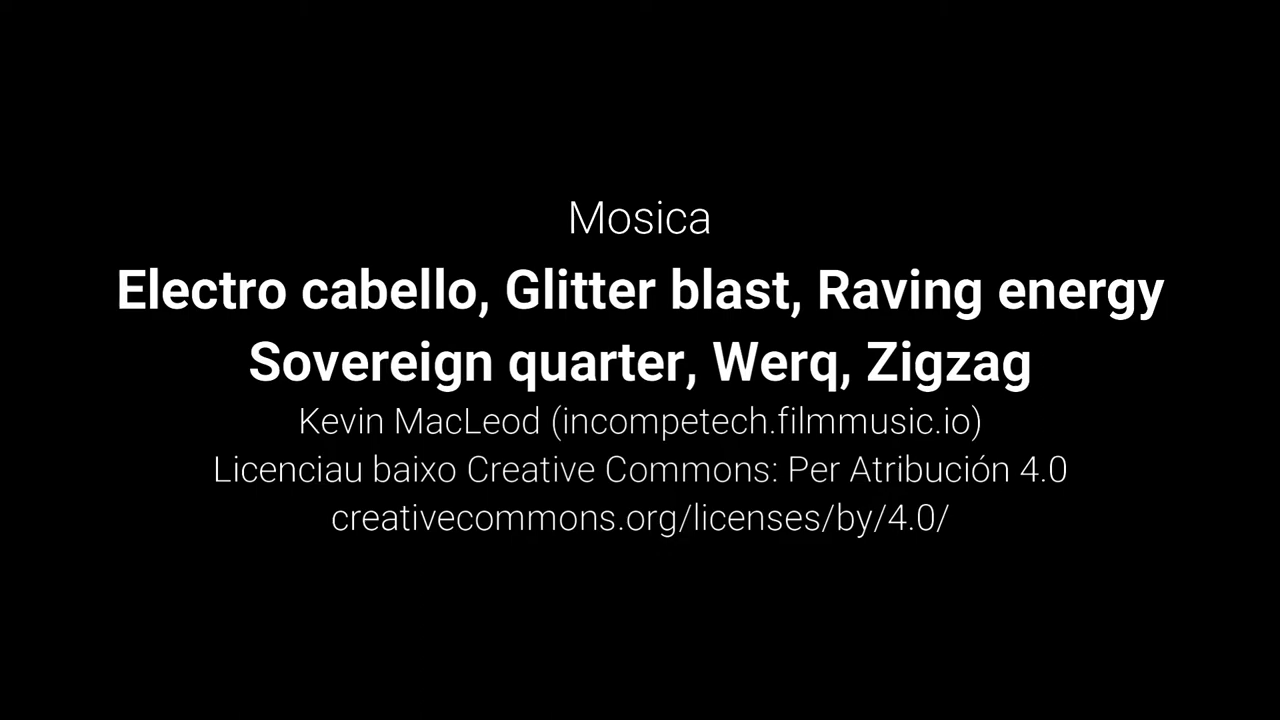 Mosica
Electro cabello, Glitter blast, Raving energy
Sovereign quarter, Werq, Zigzag
Kevin MacLeod (incompetech.filmmusic.io)
Licenciau baixo Creative Commons: Per Atribución 4.0
creativecommons.org/licenses/by/4.0/